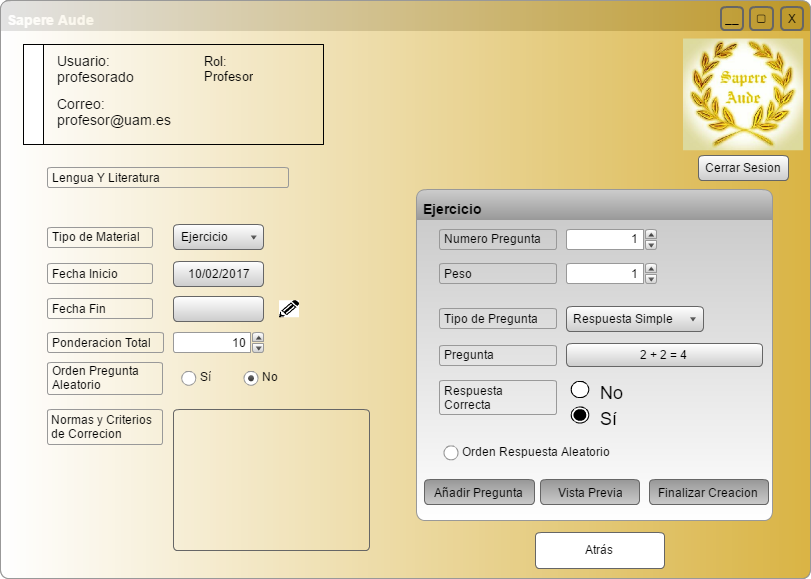 Sapere Aude
__ □ X
Usuario:
profesorado
Rol:
Profesor
Correo:
profesor@uam.es
Sapere
Aude
Cerrar Sesion
Lengua Y Literatura
Tipo de Material
Ejercicio
Fecha Inicio
10/02/2017
Fecha Fin
Ponderacion Total
10
Orden Pregunta
Aleatorio
Sí
No
Normas y Criterios
de Correcion
Ejercicio
Numero Pregunta
1
Peso
1
Tipo de Pregunta
Respuesta Simple
Pregunta
2 + 2 = 4
Respuesta
Correcta
No
Sí
Orden Respuesta Aleatorio
Añadir Pregunta
Vista Previa
Finalizar Creacion
Atrás